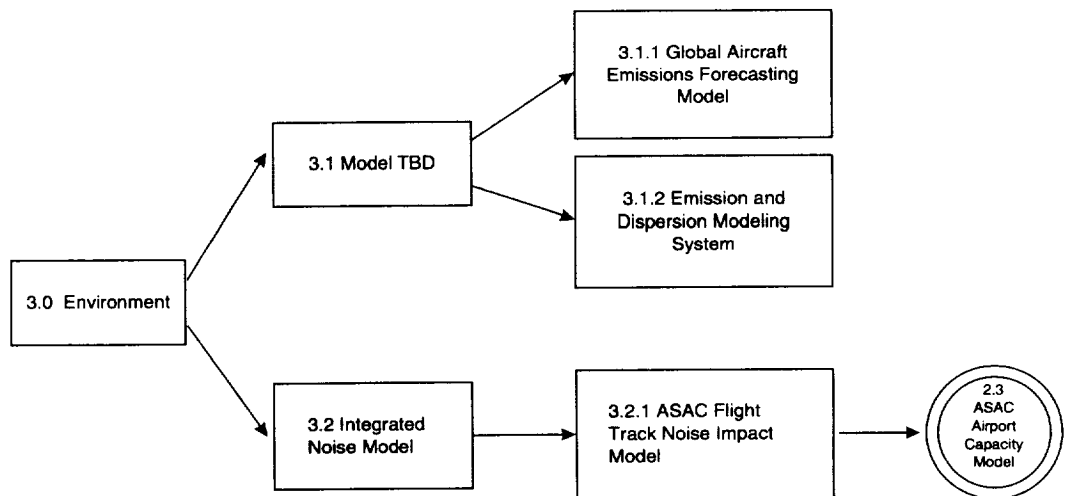 3.1.1 Global Aircraft
Emissions Forecasting
Model
3.1 Model TBD
3.1.2 Emission and
Dispersion Modeling
System
3.0 Environment
3.2 Integrated
Noise Model
3.2.1 ASAC Flight
Track Noise Impact
Model
2.3
ASAC
Airport
Capacity
Model